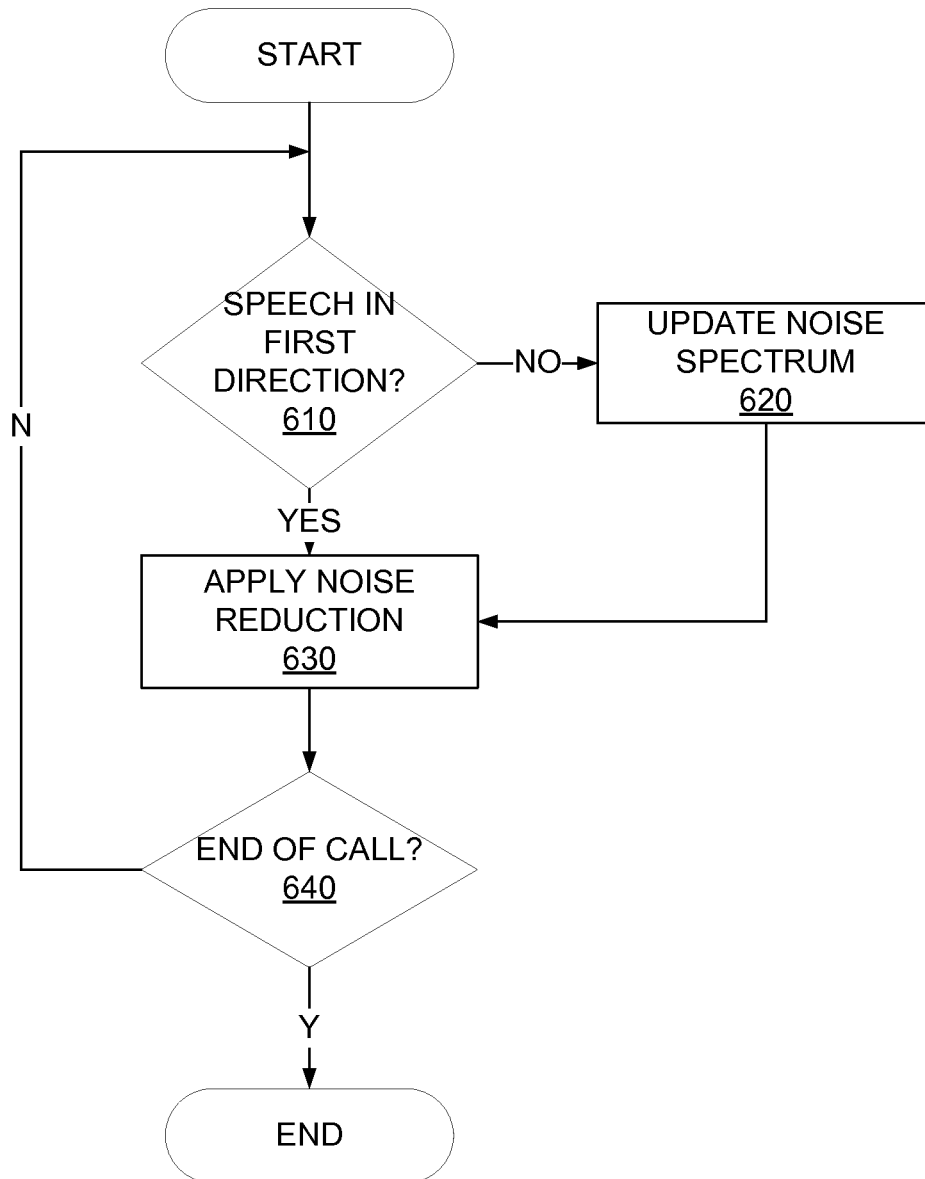 START
SPEECH IN
FIRST
DIRECTION?
610
NO
UPDATE NOISE
SPECTRUM
620
N
YES
APPLY NOISE
REDUCTION
630
END OF CALL?
640
Y
END